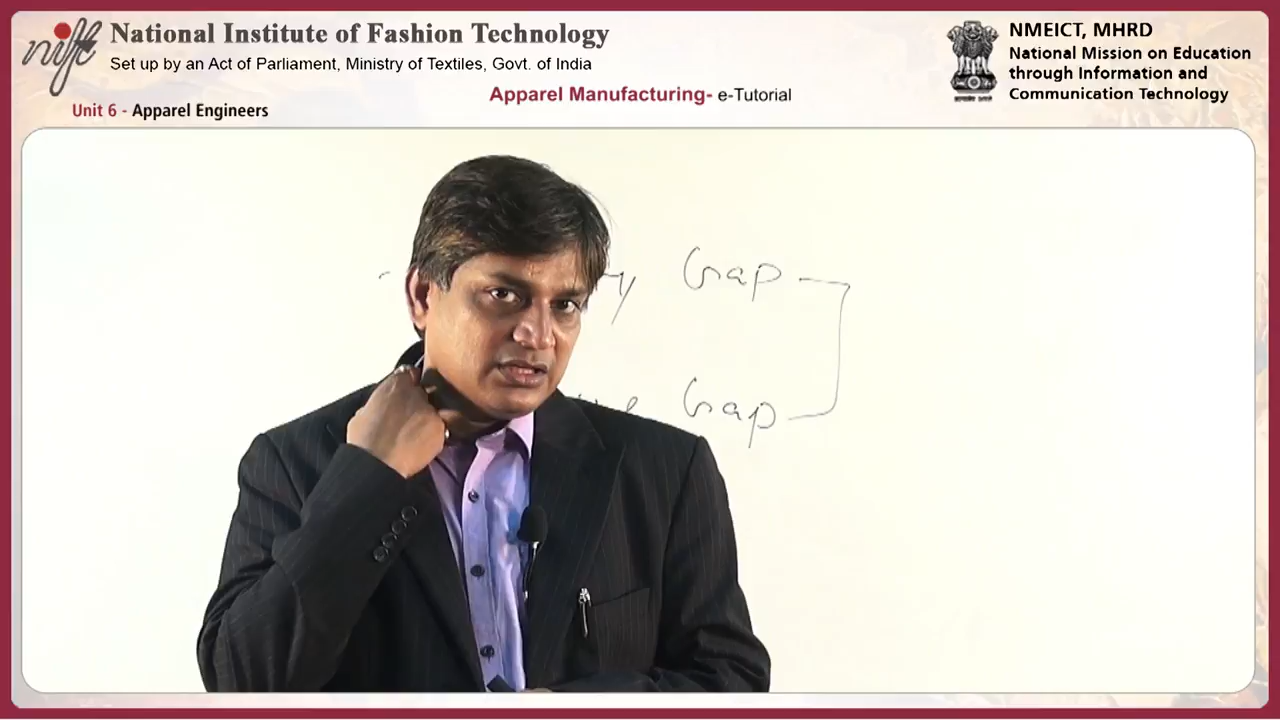 nift
National Institute of Fashion Technology
Set up by an Act of Parliament, Ministry of Textiles, Govt. of India
Apparel Manufacturing- e-Tutorial
Unit 6 - Apparel Engineers
NMEICT, MHRD
National Mission on Education
through Information and
Communication Technology
Gap
Gap